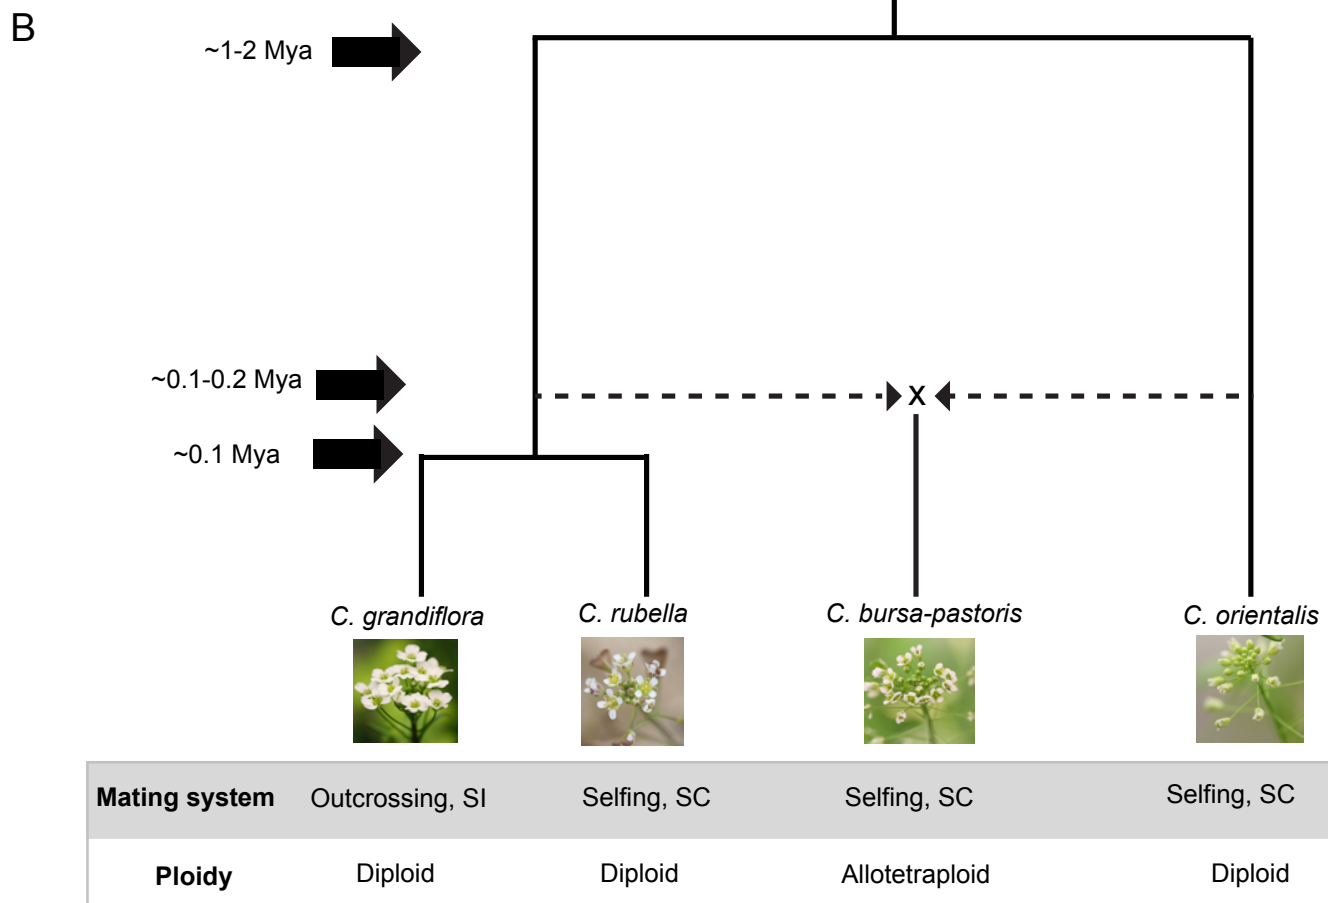 B
~1-2 Mya
~0.1-0.2 Mya
x
~0.1 Mya
C. grandiflora C. rubella C. bursa-pastoris C. orientalis
Mating system Outcrossing, SI Selfing, SC Selfing, SC Selfing, SC
Ploidy Diploid Diploid Allotetraploid Diploid